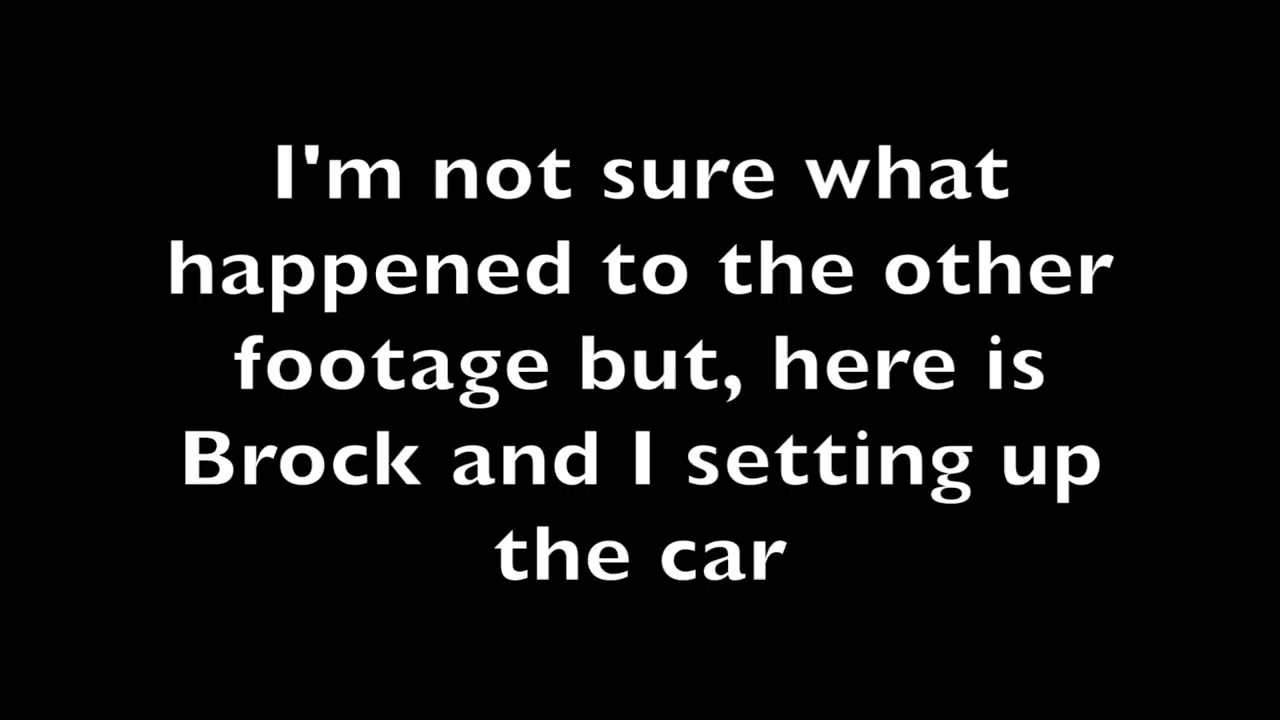 I'm not sure what
happened to the other
footage but, here is
Brock and I setting up
the car